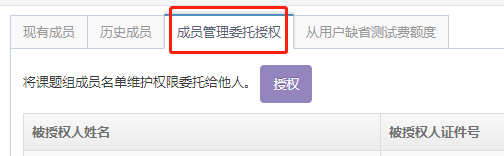 现有成员 历史成员 成员管理委托授权 从用户缺省测试费额度
将课题组成员名单维护权限委托给他人。 授权
被授权人姓名 被授权人证件号